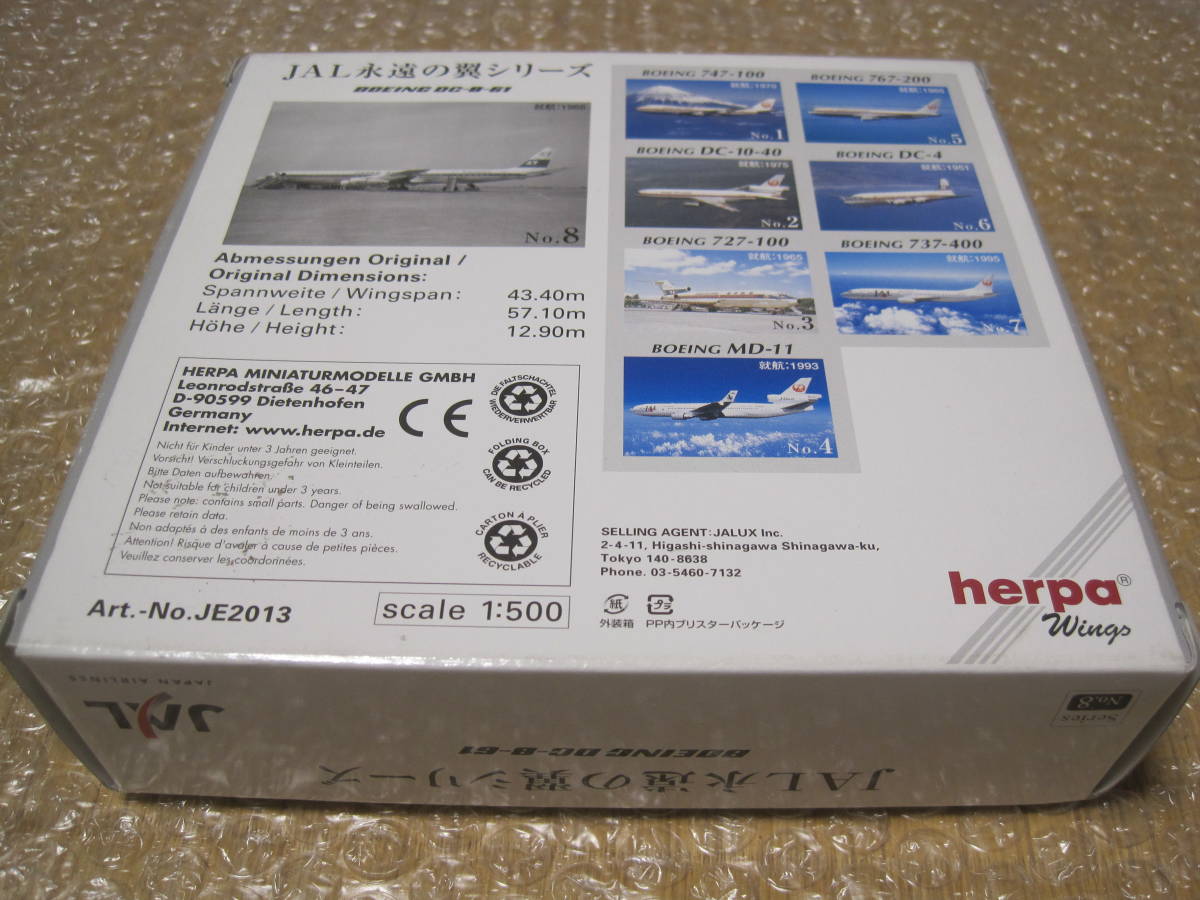 JAL永遠の翼シリーズ
BOEING DC-8-61
就航:1968
No.8
Abmessungen Original /
Original Dimensions:
Spannweite / Wingspan: 43.40m
Länge / Length: 57.10m
Höhe / Height: 12.90m
HERPA MINIATURMODELLE GMBH
Leonrodstraße 46–47
D-90599 Dietenhofen
Germany
Internet: www.herpa.de
CE
DIE FALTSCHACHTEL
WIEDERVERWERTBAR
FOLDING BOX
CAN BE RECYCLED
CARTON A PLIER
RECYCLABLE
Nicht für Kinder unter 3 Jahren geeignet.
Vorsicht! Verschluckungsgefahr von Kleinteilen.
Bitte Daten aufbewahren.
Not suitable for children under 3 years.
Please note: contains small parts. Danger of being swallowed.
Please retain data.
Non adaptés à des enfants de moins de 3 ans.
Attention! Risque d'avaler à cause de petites pièces.
Veuillez conserver les coordonnées.
Art.-No.JE2013
scale 1:500
BOEING 747-100
就航:1970
No.1
BOEING 767-200
No.5
BOEING DC-10-40
就航:1975
No.2
BOEING DC-4
就航:1951
No.6
BOEING 727-100
就航:1965
No.3
BOEING 737-400
就航:1995
JAL
No.7
BOEING MD-11
就航:1993
JAL
No.4
SELLING AGENT:JALUX Inc.
2-4-11, Higashi-shinagawa Shinagawa-ku,
Tokyo 140-8638
Phone. 03-5460-7132
紙
外装箱
プラ
PP内ブリスターパッケージ
herpa®
Wings
JAPAN AIRLINES
JAL
BOEING DC-8-61
JAL永遠の翼シリーズ
Series
No.8